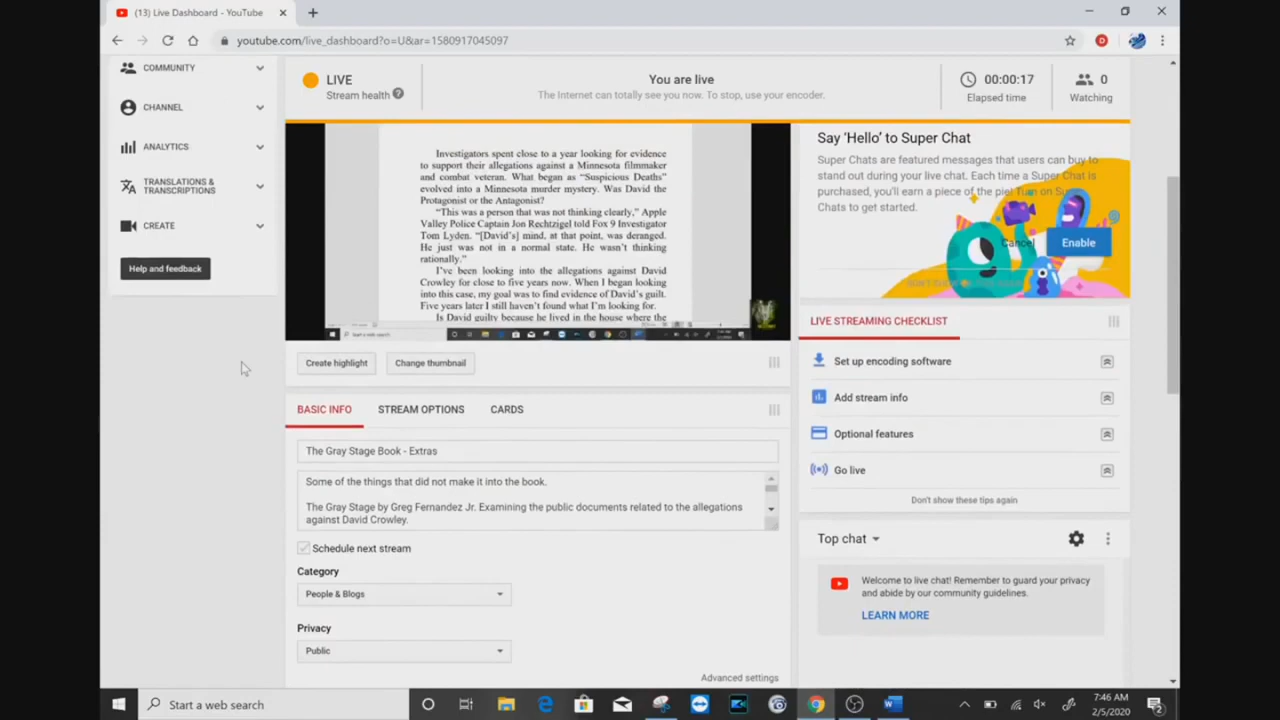 (13) Live Dashboard - YouTube
youtube.com/live_dashboard?o=U&ar=1580917045097
COMMUNITY
CHANNEL
ANALYTICS
TRANSLATIONS &
TRANSCRIPTIONS
CREATE
Help and feedback
LIVE
Stream health
You are live
The Internet can totally see you now. To stop, use your encoder.
00:00:17
Elapsed time
0
Watching
Investigators spent close to a year looking for evidence
to support their allegations against a Minnesota filmmaker
and combat veteran. What began as “Suspicious Deaths”
evolved into a Minnesota murder mystery. Was David the
Protagonist or the Antagonist?
“This was a person that was not thinking clearly,” Apple
Valley Police Captain Jon Rechtzigel told Fox 9 Investigator
Tom Lyden. “[David’s] mind, at that point, was deranged.
He just was not in a normal state. He wasn’t thinking
rationally.”
I’ve been looking into the allegations against David
Crowley for close to five years now. When I began looking
into this case, my goal was to find evidence of David’s guilt.
Five years later I still haven’t found what I’m looking for.
Is David guilty because he lived in the house where the
Start a web search
Create highlight
Change thumbnail
BASIC INFO
STREAM OPTIONS
CARDS
The Gray Stage Book - Extras
Some of the things that did not make it into the book.
The Gray Stage by Greg Fernandez Jr. Examining the public documents related to the allegations
against David Crowley.
Schedule next stream
Category
People & Blogs
Privacy
Public
Advanced settings
Say ‘Hello’ to Super Chat
Super Chats are featured messages that users can buy to
stand out during your live chat. Each time a Super Chat is
purchased, you’ll earn a piece of the pie! Turn on Super
Chats to get started.
Cancel
Enable
LIVE STREAMING CHECKLIST
Set up encoding software
Add stream info
Optional features
Go live
Don't show these tips again
Top chat
Welcome to live chat! Remember to guard your privacy
and abide by our community guidelines.
LEARN MORE
Start a web search
7:46 AM
2/5/2020
2